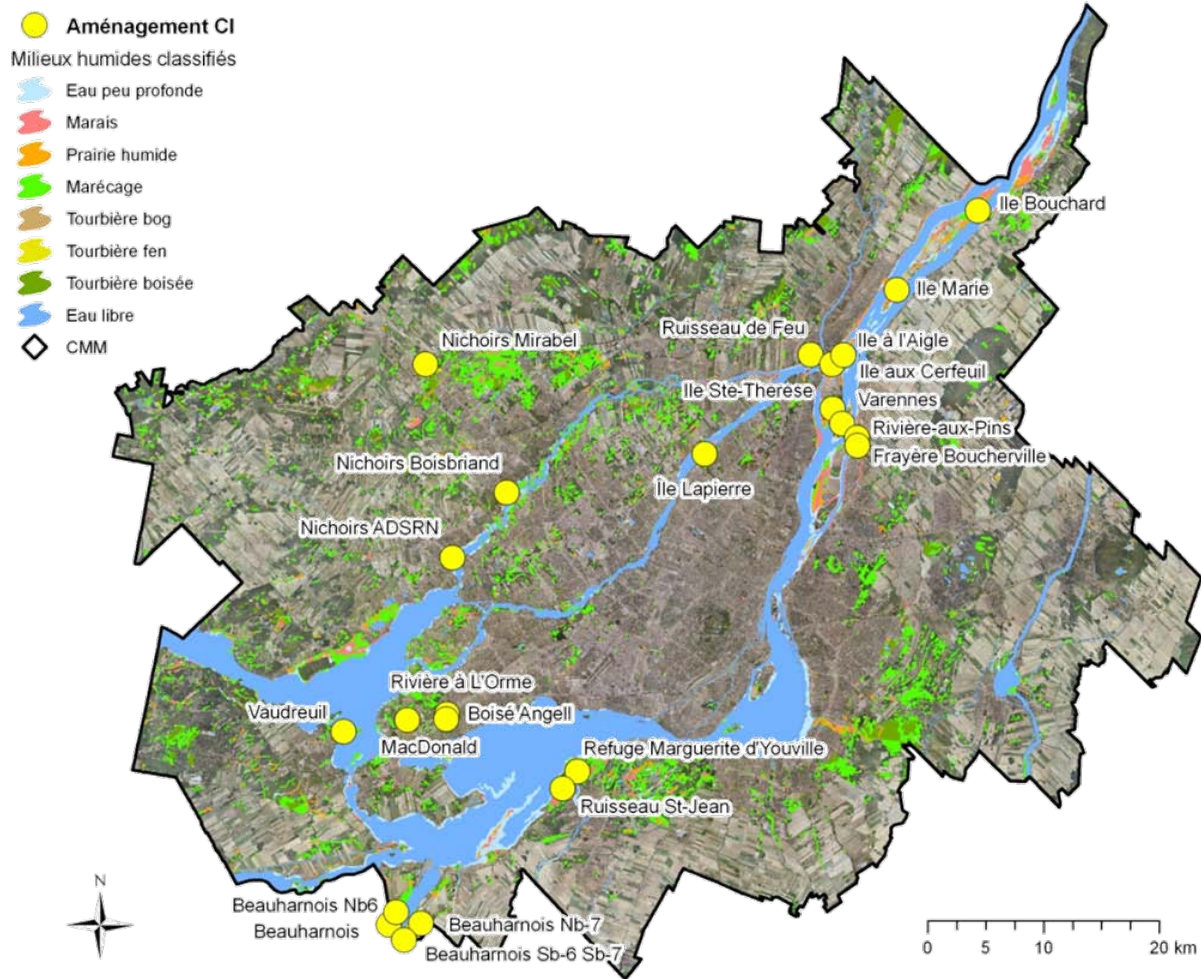 Aménagement CI
Milieux humides classifiés
Eau peu profonde
Marais
Prairie humide
Marécage
Tourbière bog
Tourbière fen
Tourbière boisée
Eau libre
CMM
Ile Bouchard
Ile Marie
Ruisseau de Feu
Ile à l'Aigle
Nichoirs Mirabel
Ile aux Cerfeuil
Ile Ste-Therese
Varennes
Rivière-aux-Pins
Frayère Boucherville
Nichoirs Boisbriand
Île Lapierre
Nichoirs ADSRN
Rivière à L'Orme
Vaudreuil
Boisé Angell
MacDonald
Refuge Marguerite d'Youville
Ruisseau St-Jean
Beauharnois Nb6
Beauharnois Nb-7
Beauharnois
Beauharnois Sb-6 Sb-7
N
0 5 10 20 km